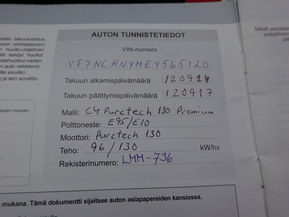 AUTON TUNNISTETIEDOT
VIN-numero
VF7NCHNYMEY565120
Takuun alkamispäivämäärä 120914
Takuun päättymispäivämäärä 120917
Malli: C4 Puretech 130 Premium
Polttoneste: E95/E10
Moottori: Puretech 130
Teho: 96/130 kW/hv
Rekisterinumero: LMM-736
mukana. Tämä dokumentti sijaitsee auton asiapapereiden kansiossa.